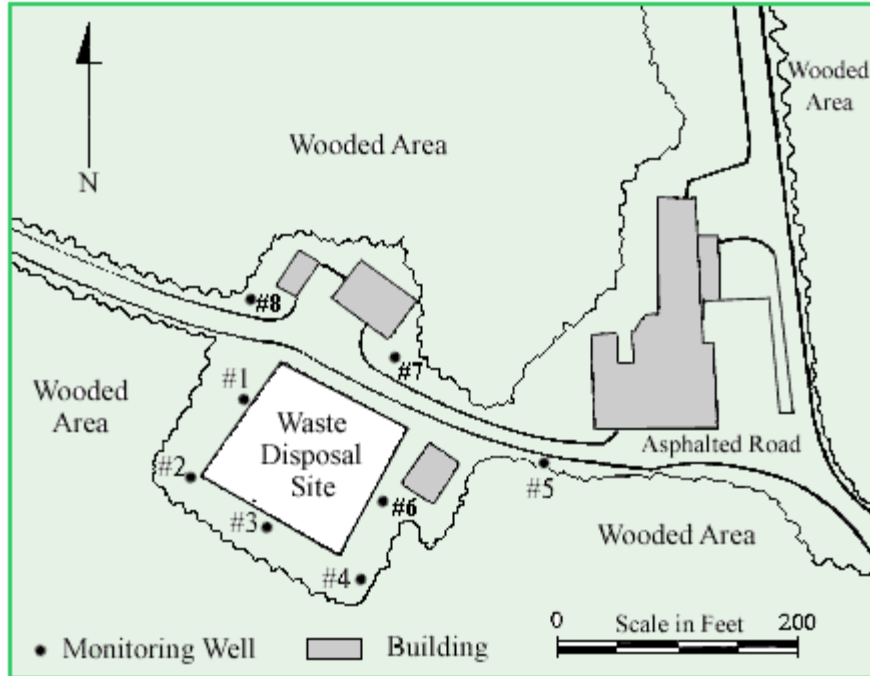 Wooded
Area
Wooded Area
N
#8
#7
#1
Wooded
Area
Waste
Disposal
Site
Asphalted Road
#2
#5
#6
#3
Wooded Area
#4
0 Scale in Feet 200
Monitoring Well
Building